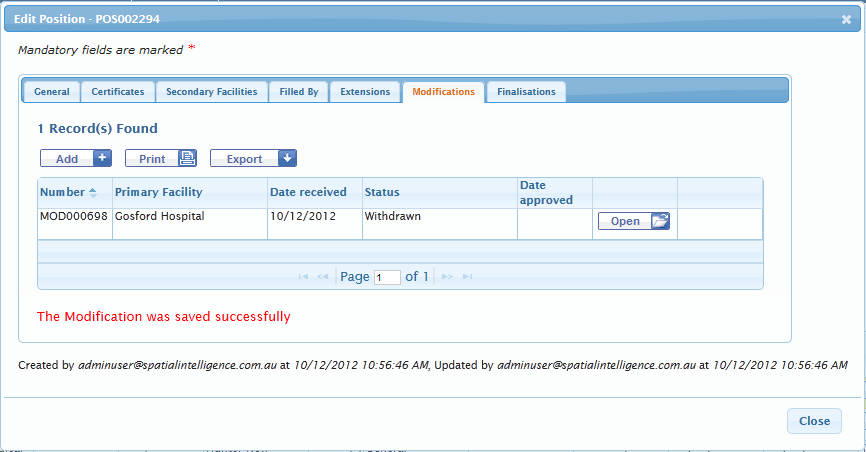 Edit Position - POS002294
Mandatory fields are marked *
General Certificates Secondary Facilities Filled By Extensions Modifications Finalisations
1 Record(s) Found
Add Print Export
Number Primary Facility Date received Status Date approved
MOD000698 Gosford Hospital 10/12/2012 Withdrawn Open
Page 1 of 1
The Modification was saved successfully
Created by adminuser@spatialintelligence.com.au at 10/12/2012 10:56:46 AM, Updated by adminuser@spatialintelligence.com.au at 10/12/2012 10:56:46 AM
Close